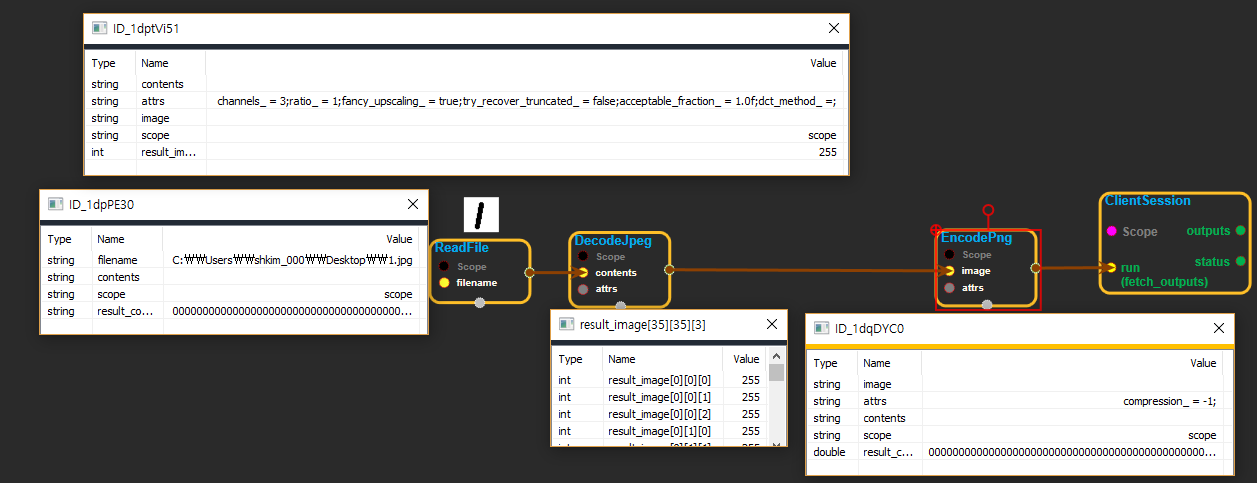 ID_1dptVi51
Type Name Value
string contents
string attrs channels_ = 3;ratio_ = 1;fancy_upscaling_ = true;try_recover_truncated_ = false;acceptable_fraction_ = 1.0f;dct_method_ =;
string image
string scope scope
int result_im... 255
ID_1dpPE30
Type Name Value
string filename C:₩₩Users₩₩shkim_000₩₩Desktop₩₩1.jpg
string contents
string scope scope
string result_co...
ReadFile
Scope
filename
DecodeJpeg
Scope
contents
attrs
EncodePng
Scope
image
attrs
ClientSession
Scope
outputs
status
run
(fetch_outputs)
result_image[35][35][3]
Type Name Value
int result_image[0][0][0] 255
int result_image[0][0][1] 255
int result_image[0][0][2] 255
int result_image[0][1][0] 255
ID_1dqDYC0
Type Name Value
string image
string attrs compression_ = -1;
string contents
string scope scope
double result_c...